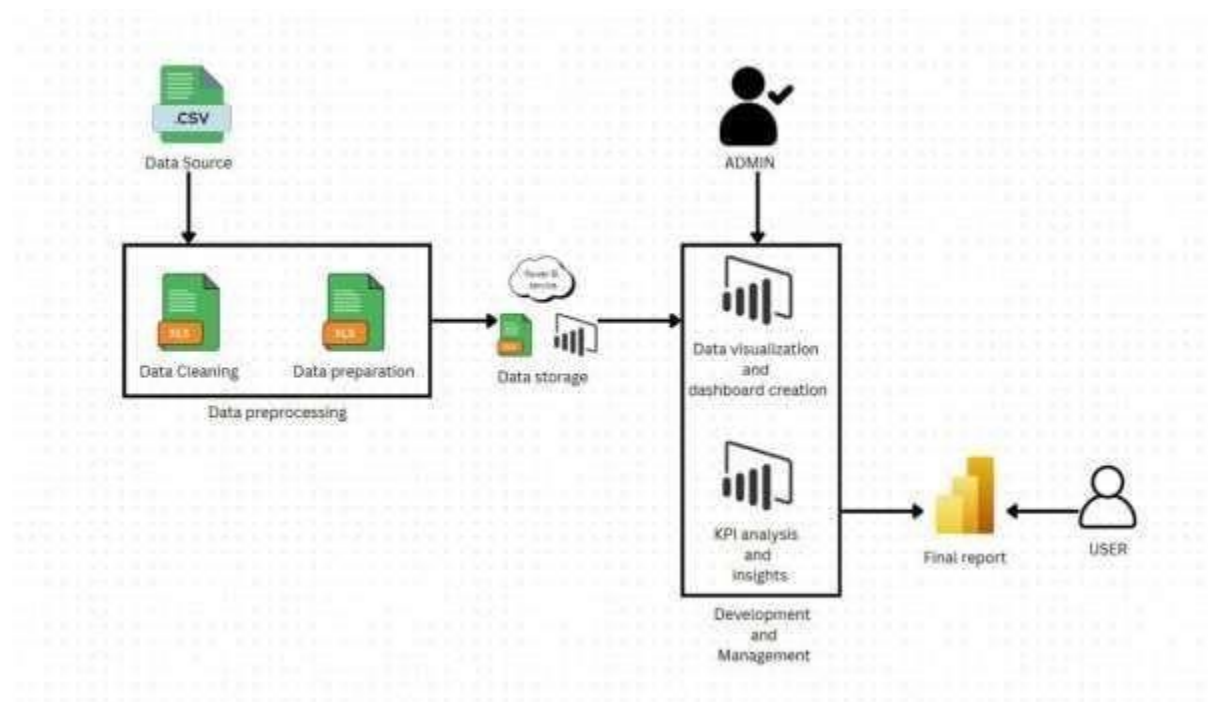 .CSV
Data Source
ADMIN
XLS
XLS
Data Cleaning
Data preparation
Data preprocessing
Data storage
Data visualization
and
dashboard creation
KPI analysis
and
Insights
Development
and
Management
Final report
USER